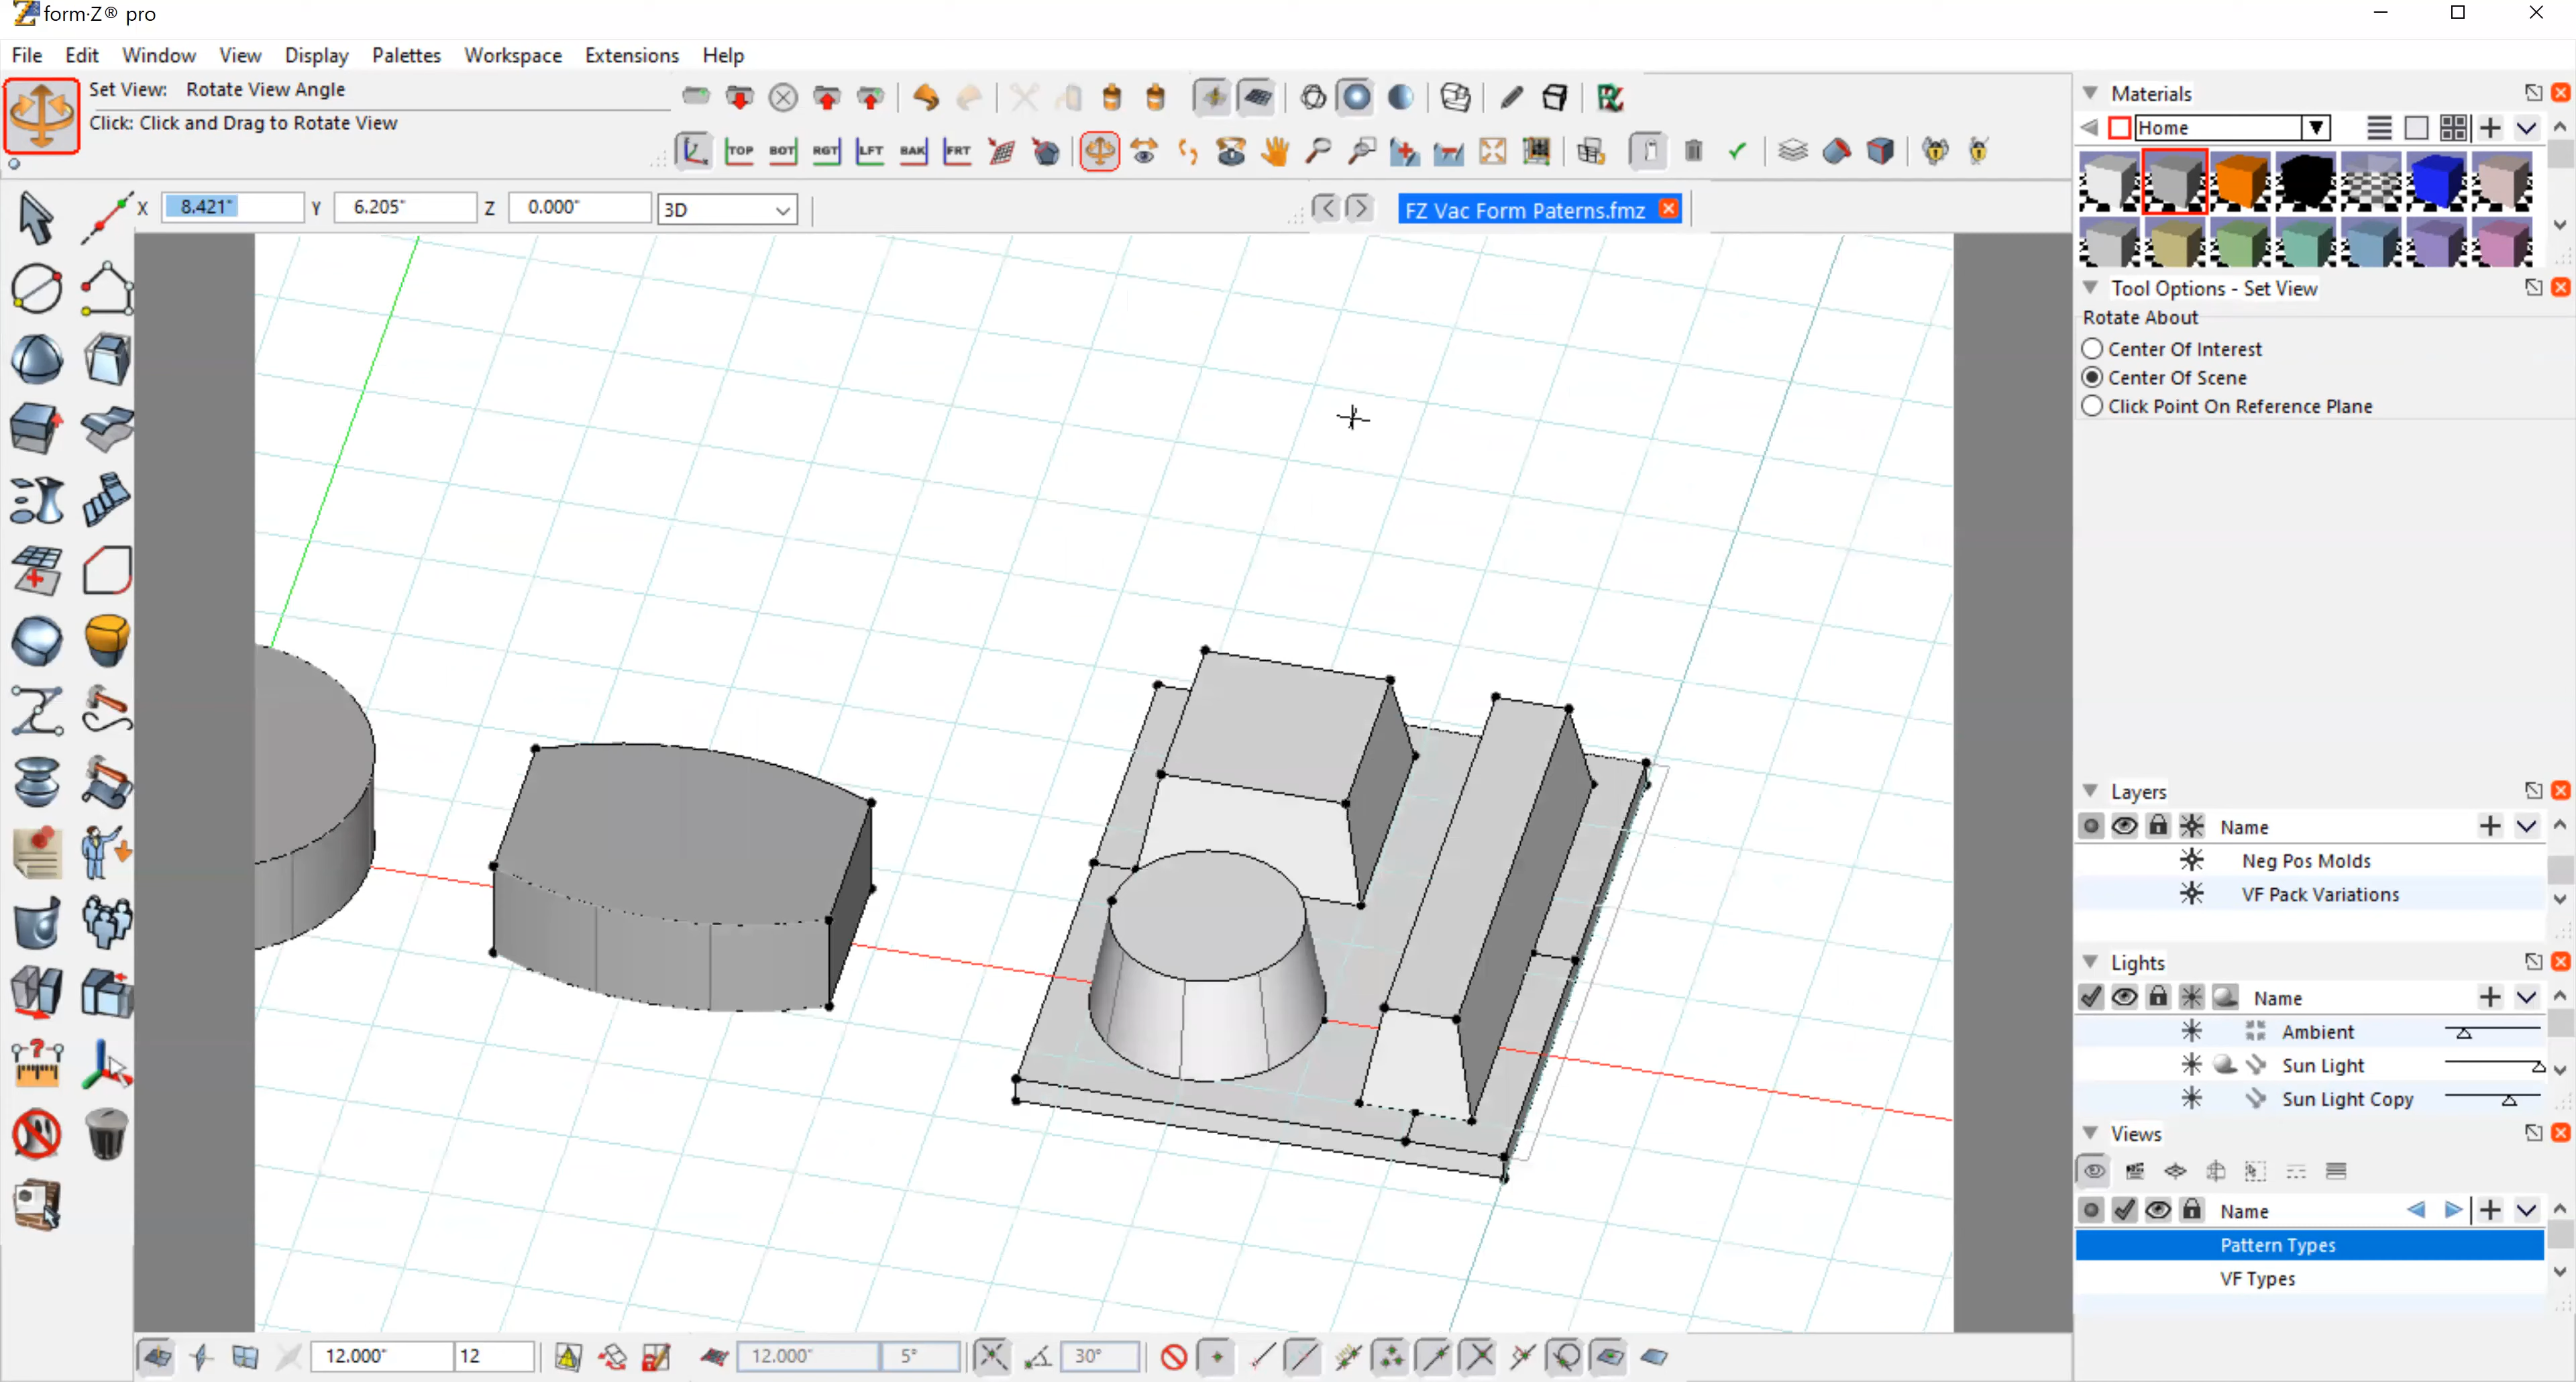 form·Z® pro
File Edit Window View Display Palettes Workspace Extensions Help
Set View: Rotate View Angle
Click: Click and Drag to Rotate View
TOP BOT RGT LFT BAK FRT
X 8.421" Y 6.205" Z 0.000" 3D
FZ Vac Form Paterns.fmz
Materials
Home
Tool Options - Set View
Rotate About
Center Of Interest
Center Of Scene
Click Point On Reference Plane
Layers
Name
Neg Pos Molds
VF Pack Variations
Lights
Name
Ambient
Sun Light
Sun Light Copy
Views
Name
Pattern Types
VF Types
12.000" 12 12.000" 5° 30°